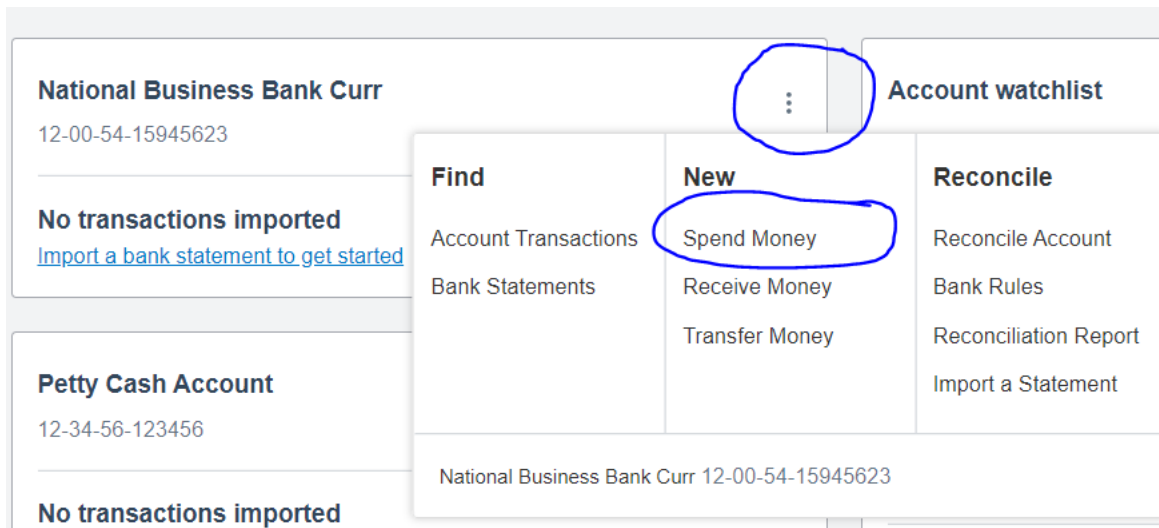 National Business Bank Curr
12-00-54-15945623
No transactions imported
Import a bank statement to get started
Account watchlist
Find
Account Transactions
Bank Statements
New
Spend Money
Receive Money
Transfer Money
Reconcile
Reconcile Account
Bank Rules
Reconciliation Report
Import a Statement
National Business Bank Curr 12-00-54-15945623
Petty Cash Account
12-34-56-123456
No transactions imported